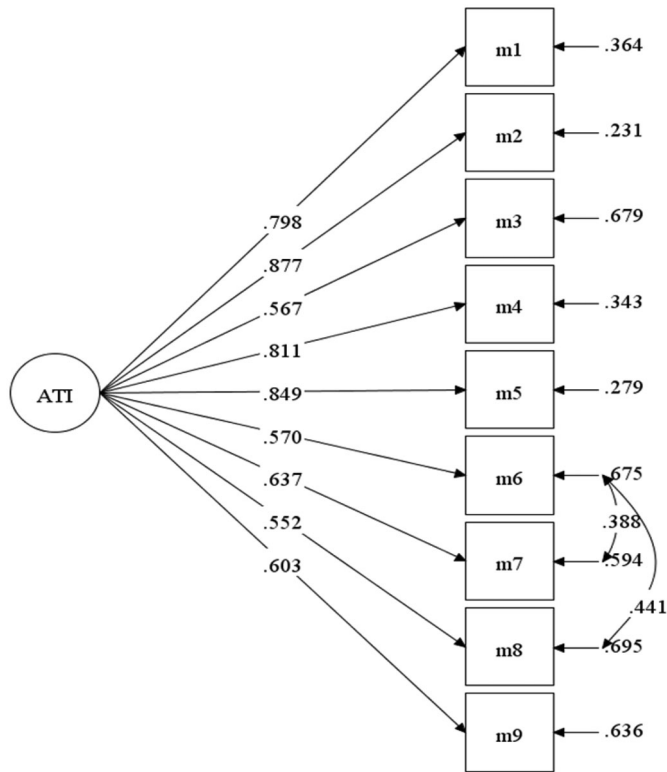 m1
.364
m2
.231
.798
m3
.679
.877
.567
m4
.343
.811
ATI
.849
m5
.279
.570
m6
.675
.637
.388
.552
m7
.594
.603
.441
m8
.695
m9
.636